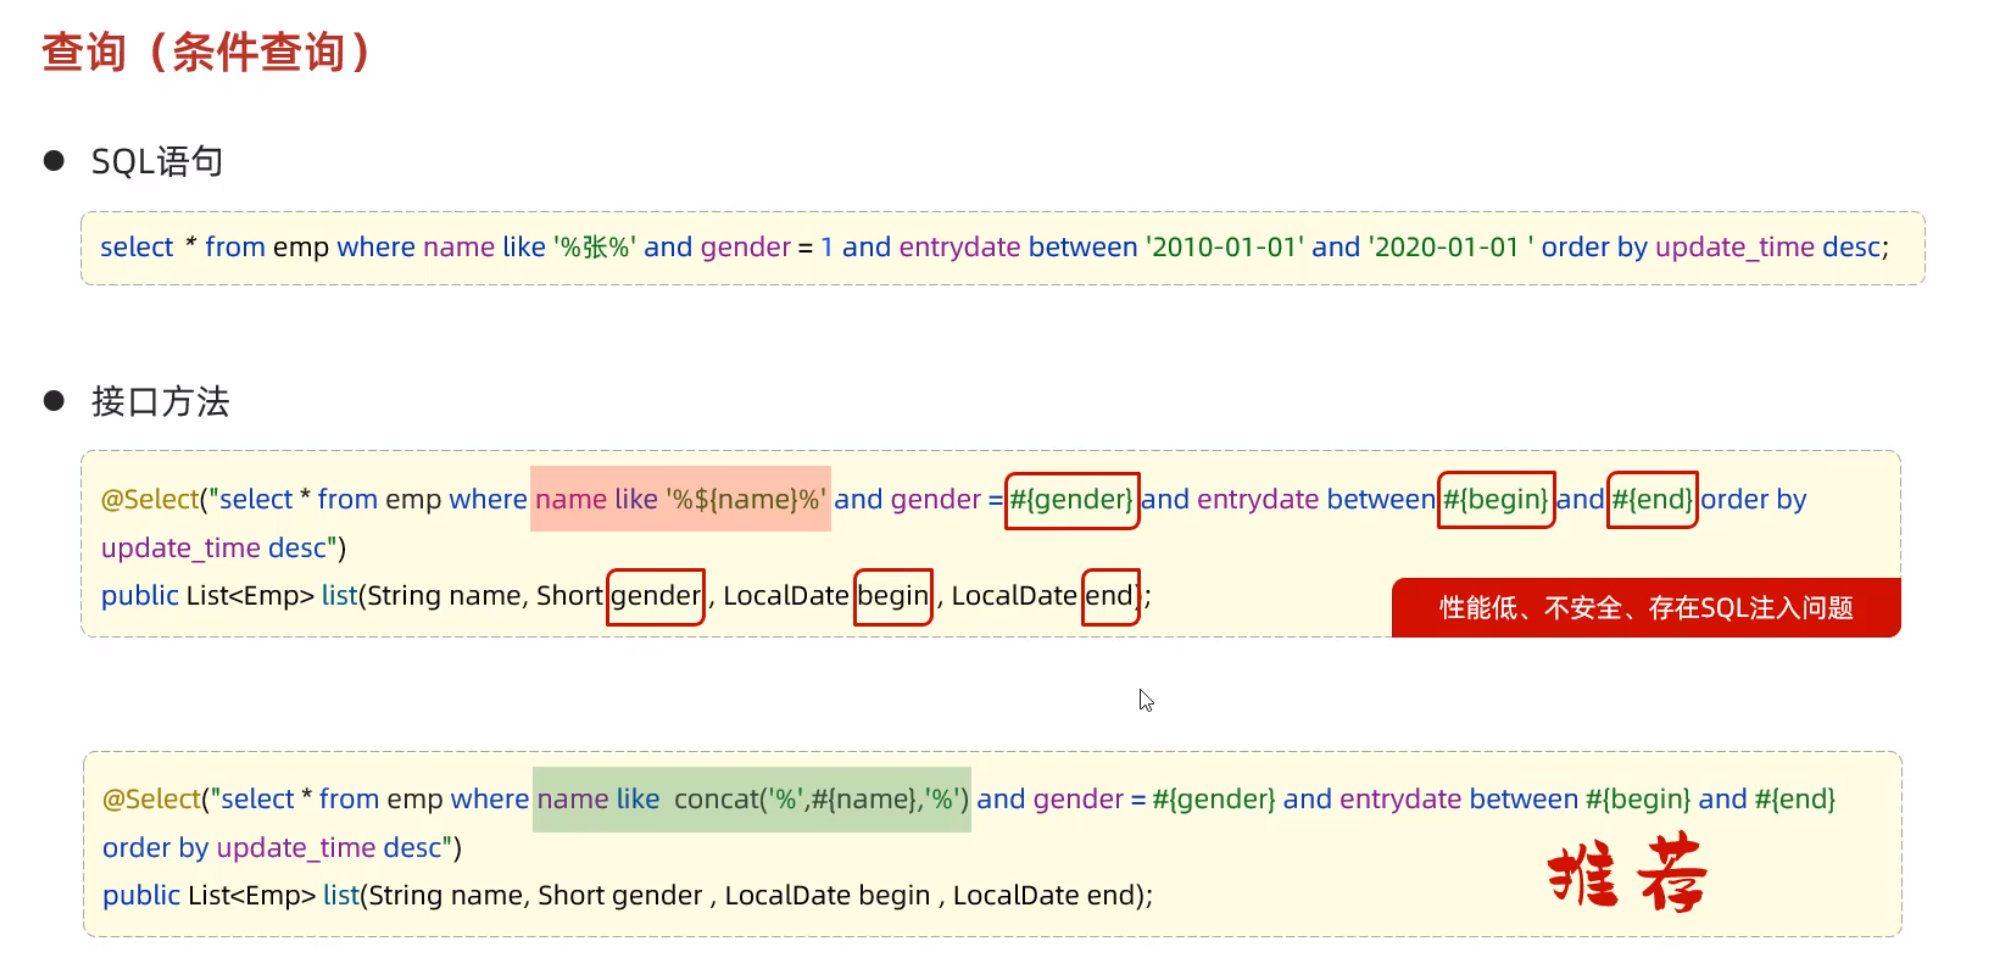 查询（条件查询）
SQL语句
select * from emp where name like '%张%' and gender = 1 and entrydate between '2010-01-01' and '2020-01-01 ' order by update_time desc;
接口方法
@Select("select * from emp where name like '%${name}%' and gender = #{gender} and entrydate between #{begin} and #{end} order by
update_time desc")
public List<Emp> list(String name, Short gender , LocalDate begin , LocalDate end);
性能低、不安全、存在SQL注入问题
@Select("select * from emp where name like  concat('%',#{name},'%') and gender = #{gender} and entrydate between #{begin} and #{end}
order by update_time desc")
public List<Emp> list(String name, Short gender , LocalDate begin , LocalDate end);
推荐